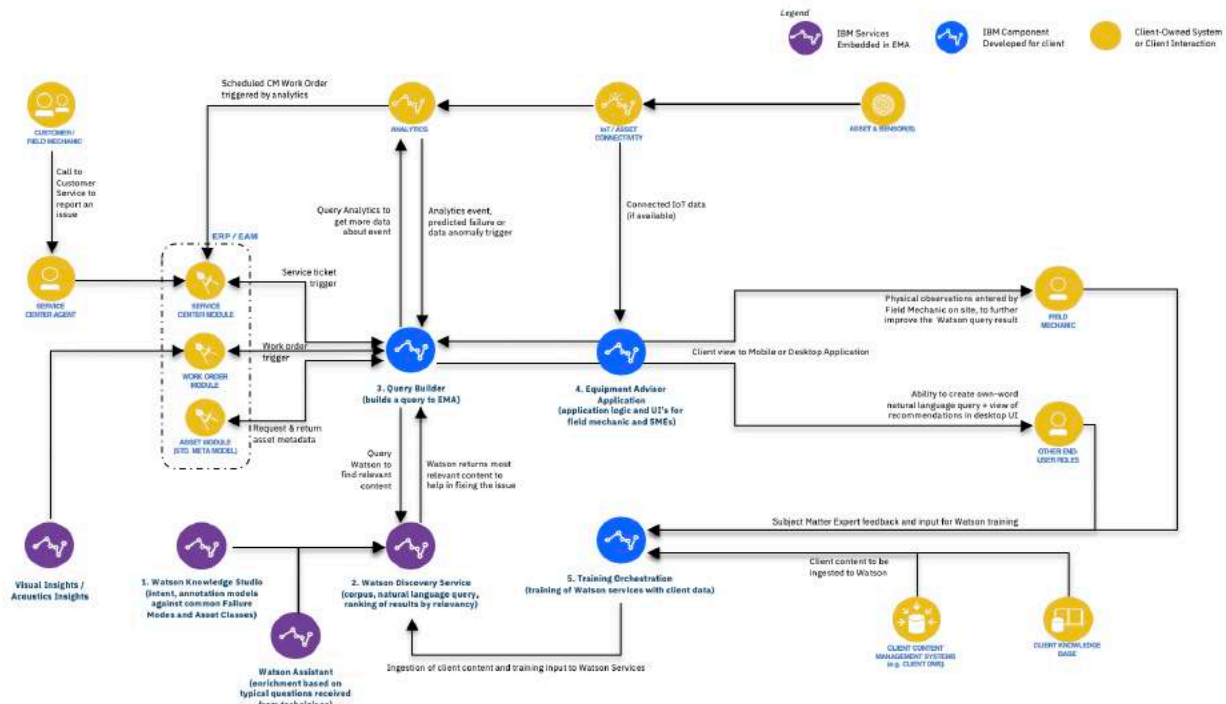 Legend
IBM Services
Embedded in EMA
IBM Component
Developed for client
Client-Owned System
or Client Interaction
Scheduled CM Work Order
triggered by analytics
CUSTOMER /
FIELD MECHANIC
ANALYTICS
IoT / ASSET
CONNECTIVITY
ASSET & SENSOR(S)
Call to
Customer
Service to
report an
issue
Query Analytics to
get more data
about event
Analytics event,
predicted failure or
data anomaly trigger
Connected IoT data
(if available)
ERP / EAM
Service ticket
trigger
SERVICE
CENTER AGENT
SERVICE
CENTER MODULE
Physical observations entered by
Field Mechanic on site, to further
improve the Watson query result
FIELD
MECHANIC
Work order
trigger
Client view to Mobile or Desktop Application
WORK ORDER
MODULE
3. Query Builder
(builds a query to EMA)
4. Equipment Advisor
Application
(application logic and UI's for
field mechanic and SMEs)
Ability to create own-word
natural language query + view of
recommendations in desktop UI
Request & return
asset metadata
ASSET MODULE
(STD. META MODEL)
OTHER END-
USER ROLES
Query
Watson to
find relevant
content
Watson returns most
relevant content to
help in fixing the issue
Subject Matter Expert feedback and input for Watson training
Visual Insights /
Acoustics Insights
1. Watson Knowledge Studio
(intent, annotation models
against common Failure
Modes and Asset Classes)
2. Watson Discovery Service
(corpus, natural language query,
ranking of results by relevancy)
5. Training Orchestration
(training of Watson services with client data)
Client content to be
ingested to Watson
CLIENT CONTENT
MANAGEMENT SYSTEMS
(e.g. CLIENT DMS)
CLIENT KNOWLEDGE
BASE
Ingestion of client content and training input to Watson Services
Watson Assistant
(enrichment based on
typical questions received